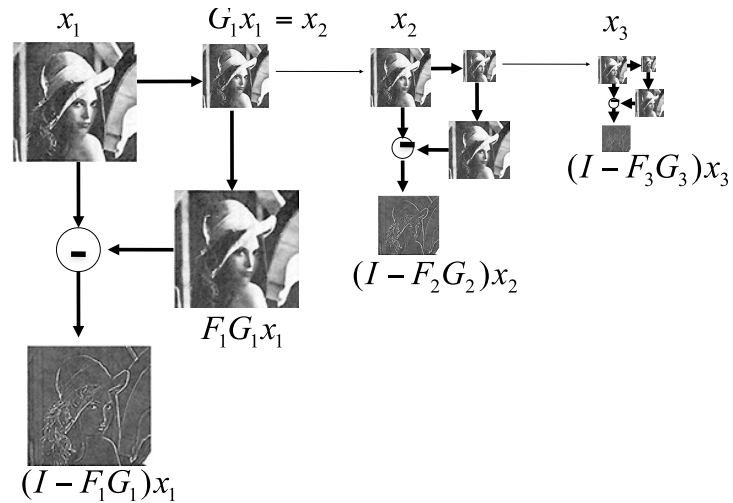 x₁
G₁x₁ = x₂
x₂
x₃
-
-
-
F₁G₁x₁
(I − F₂G₂)x₂
(I − F₃G₃)x₃
(I − F₁G₁)x₁